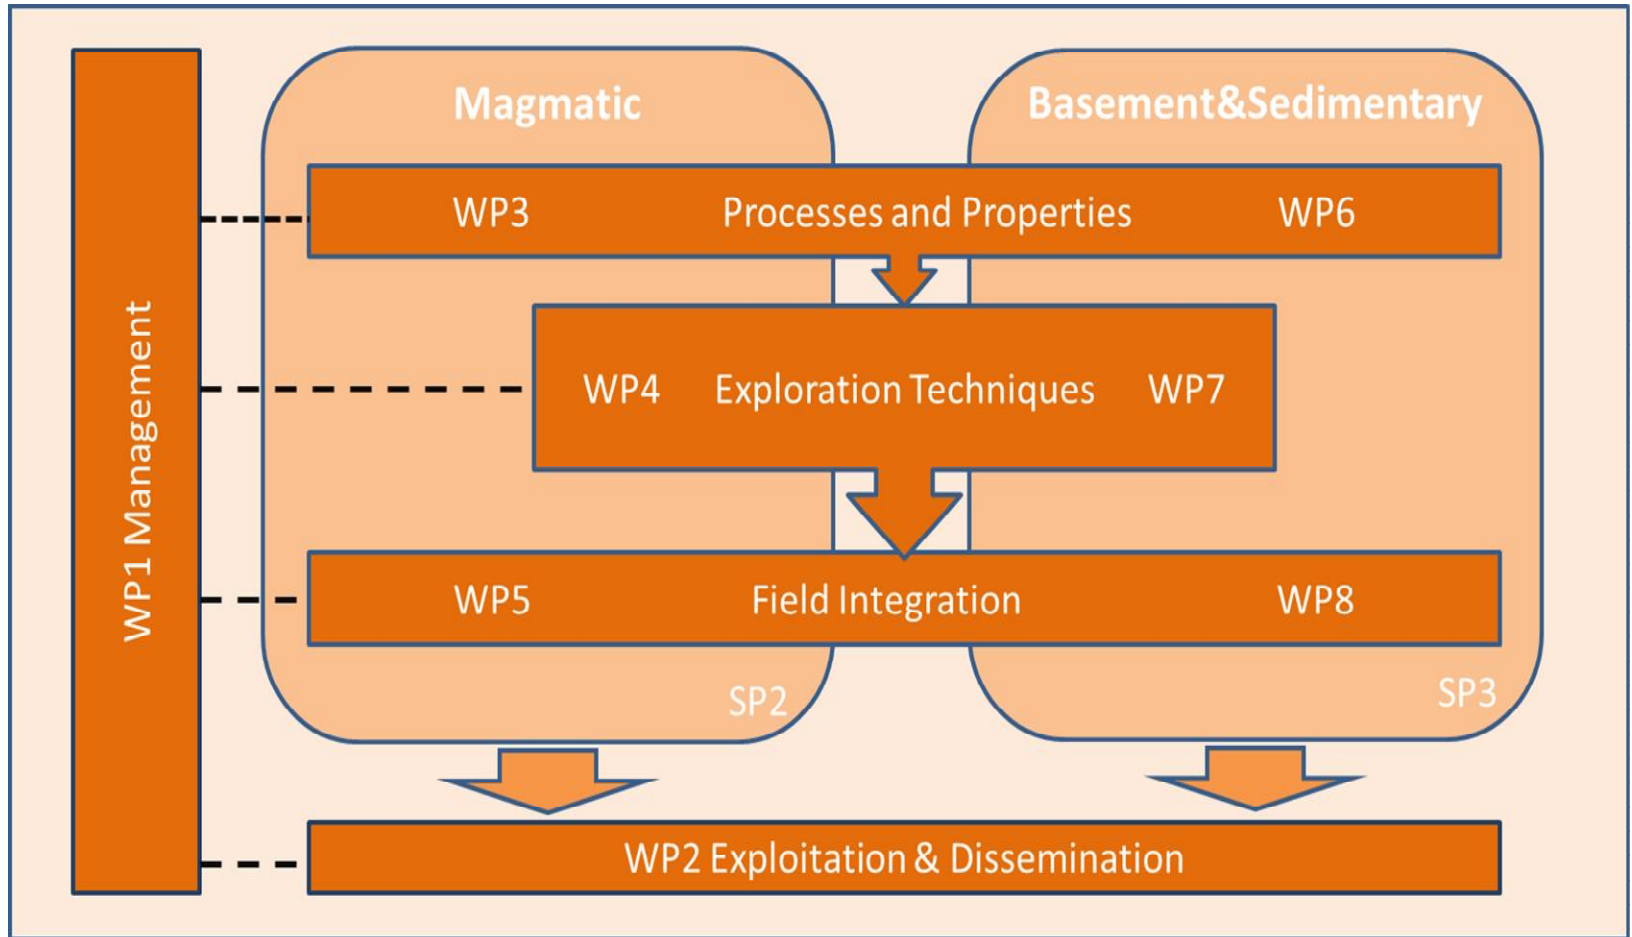 WP1 Management
Magmatic
Basement&Sedimentary
WP3 Processes and Properties WP6
WP4 Exploration Techniques WP7
WP5 Field Integration WP8
SP2
SP3
WP2 Exploitation & Dissemination